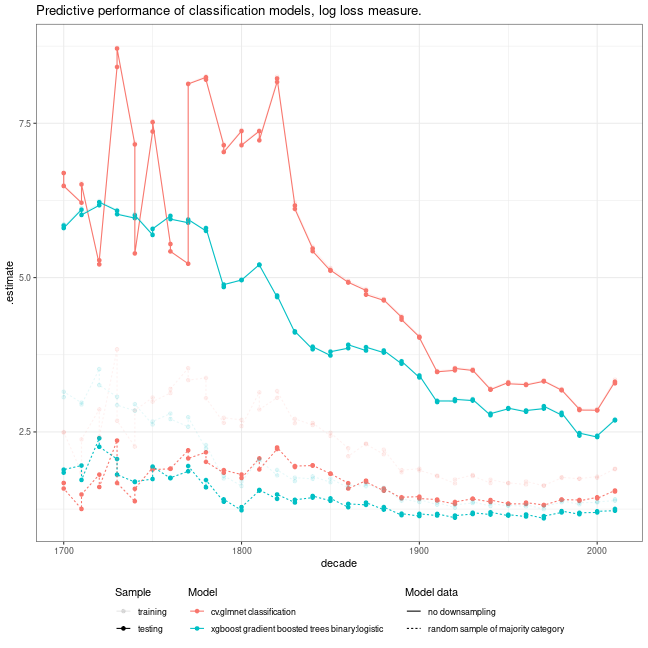 Predictive performance of classification models, log loss measure.
.estimate
7.5
5.0
2.5
1700
1800
1900
2000
decade
Sample
training
testing
Model
cv.glmnet classification
xgboost gradient boosted trees binary:logistic
Model data
no downsampling
random sample of majority category